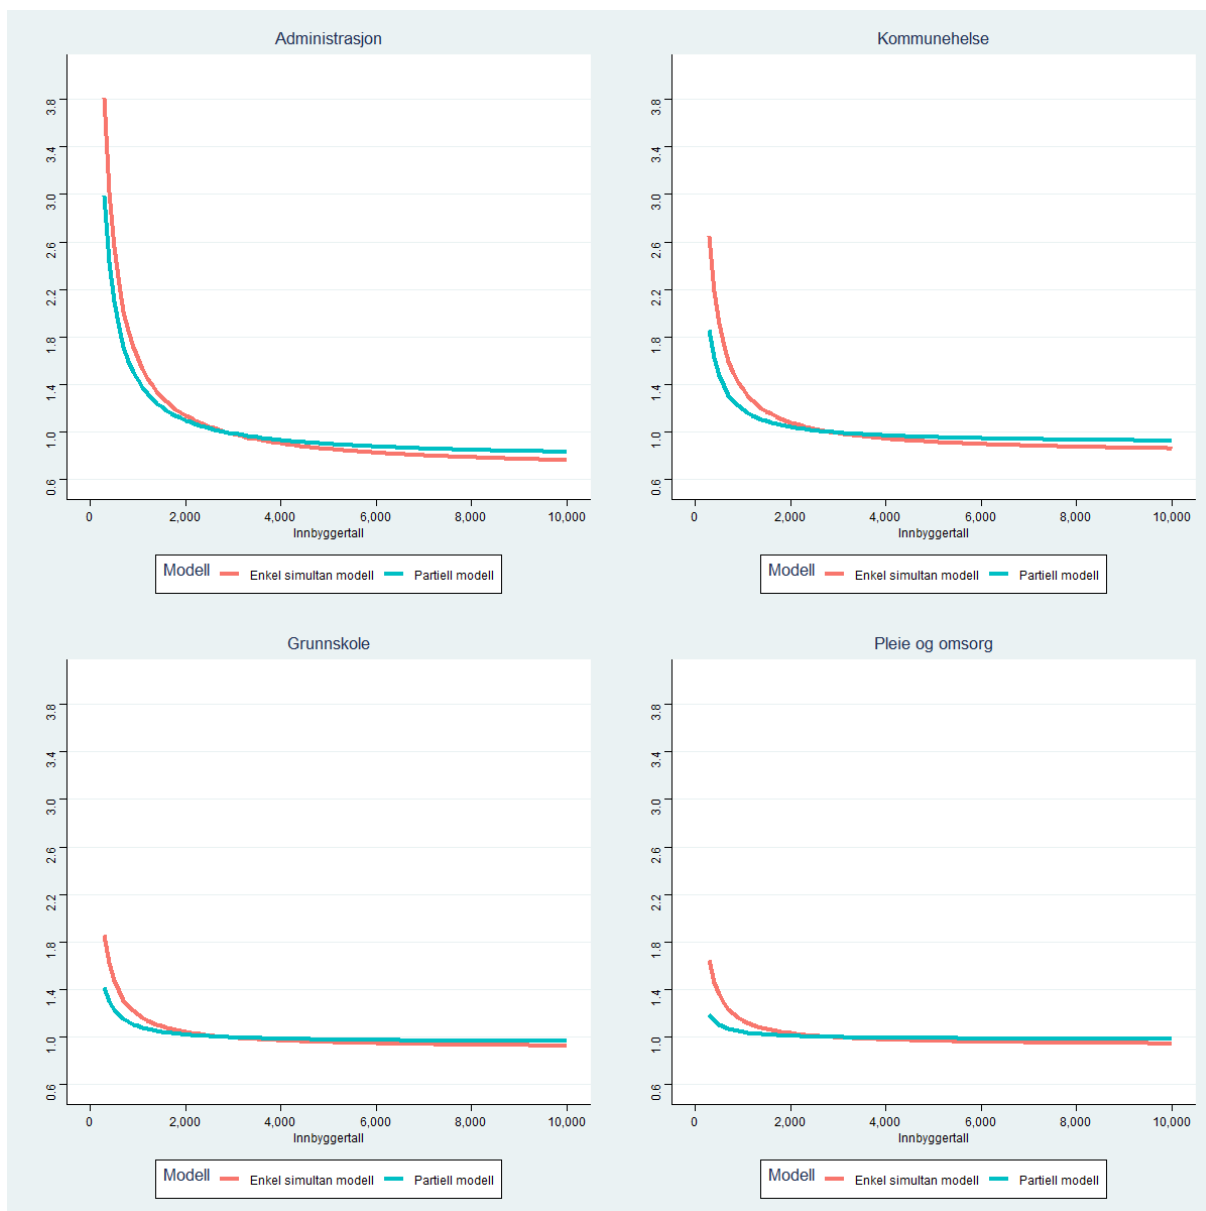 Administrasjon
3.8
3.4
3.0
2.6
2.2
1.8
1.4
1.0
0.6
0 2,000 4,000 6,000 8,000 10,000
Innbyggertall
Modell Enkel simultan modell Partiell modell
Kommunehelse
3.8
3.4
3.0
2.6
2.2
1.8
1.4
1.0
0.6
0 2,000 4,000 6,000 8,000 10,000
Innbyggertall
Modell Enkel simultan modell Partiell modell
Grunnskole
3.8
3.4
3.0
2.6
2.2
1.8
1.4
1.0
0.6
0 2,000 4,000 6,000 8,000 10,000
Innbyggertall
Modell Enkel simultan modell Partiell modell
Pleie og omsorg
3.8
3.4
3.0
2.6
2.2
1.8
1.4
1.0
0.6
0 2,000 4,000 6,000 8,000 10,000
Innbyggertall
Modell Enkel simultan modell Partiell modell